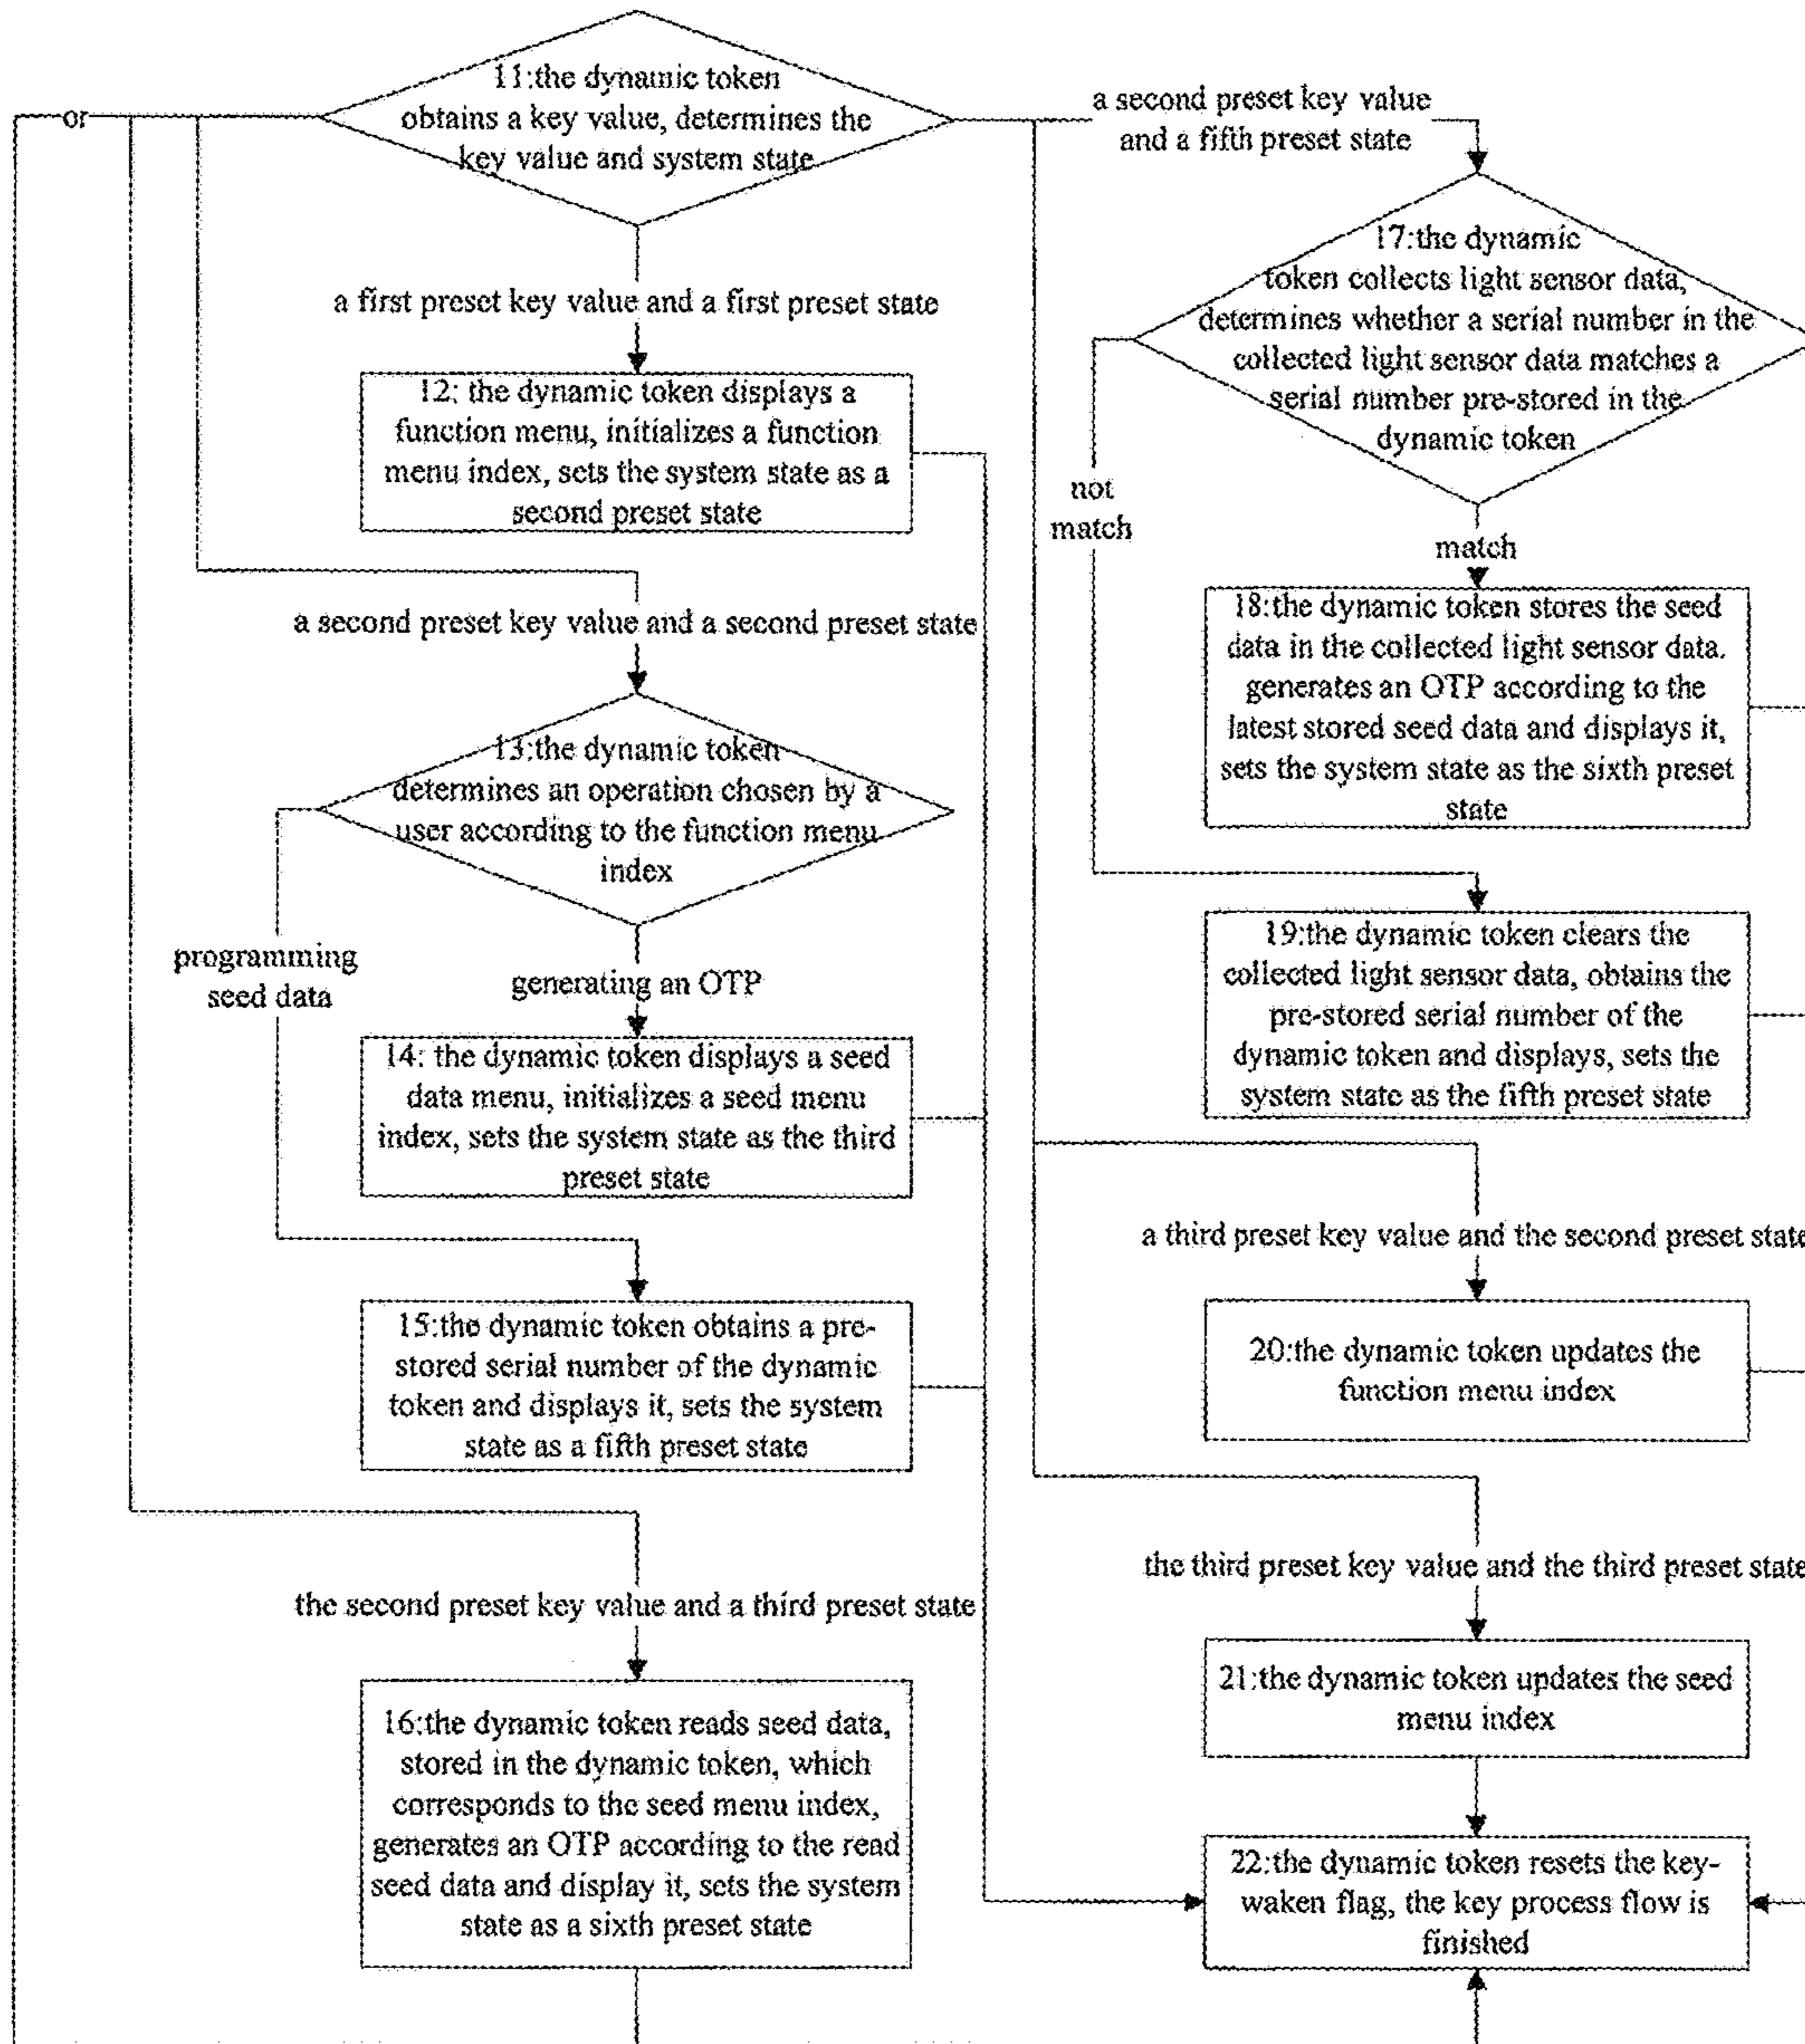 11:the dynamic token
obtains a key value, determines the
key value and system state
or
a second preset key value
and a fifth preset state
a first preset key value and a first preset state
12: the dynamic token displays a
function menu, initializes a function
menu index, sets the system state as a
second preset state
a second preset key value and a second preset state
13:the dynamic token
determines an operation chosen by a
user according to the function menu
index
programming
seed data
generating an OTP
14: the dynamic token displays a seed
data menu, initializes a seed menu
index, sets the system state as the third
preset state
15:the dynamic token obtains a pre-
stored serial number of the dynamic
token and displays it, sets the system
state as a fifth preset state
the second preset key value and a third preset state
16:the dynamic token reads seed data,
stored in the dynamic token, which
corresponds to the seed menu index,
generates an OTP according to the read
seed data and display it, sets the system
state as a sixth preset state
17:the dynamic
token collects light sensor data,
determines whether a serial number in the
collected light sensor data matches a
serial number pre-stored in the
dynamic token
not
match
match
18:the dynamic token stores the seed
data in the collected light sensor data.
generates an OTP according to the
latest stored seed data and displays it,
sets the system state as the sixth preset
state
19:the dynamic token clears the
collected light sensor data, obtains the
pre-stored serial number of the
dynamic token and displays, sets the
system state as the fifth preset state
a third preset key value and the second preset state
20:the dynamic token updates the
function menu index
the third preset key value and the third preset state
21:the dynamic token updates the seed
menu index
22:the dynamic token resets the key-
waken flag, the key process flow is
finished